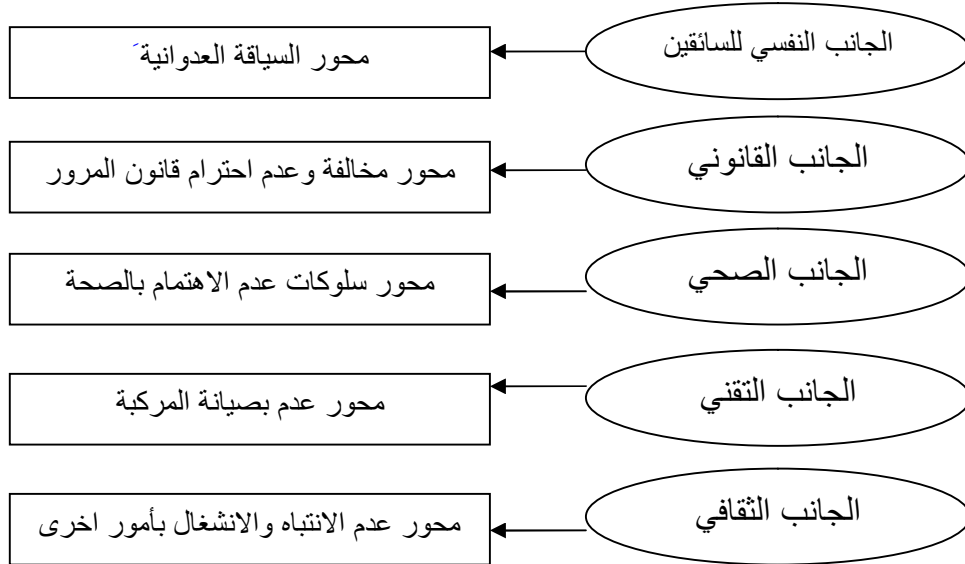 الجانب النفسي للسائقين
محور السياقة العدوانية َ
الجانب القانوني
محور مخالفة وعدم احترام قانون المرور
الجانب الصحي
محور سلوكات عدم الاهتمام بالصحة
الجانب التقني
محور عدم بصيانة المركبة
الجانب الثقافي
محور عدم الانتباه والانشغال بأمور اخرى